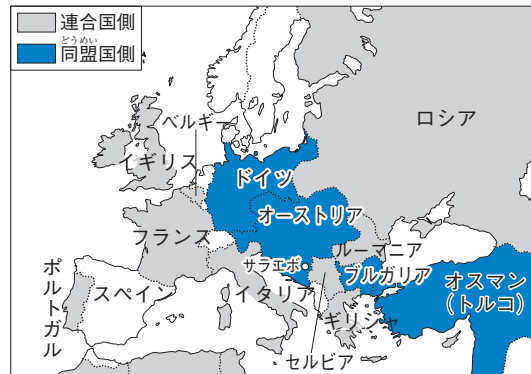 連合国側
どうめい
同盟国側
ロシア
ベルギー
イギリス
ドイツ
オーストリア
フランス
ルーマニア
サラエボ
ブルガリア
オスマン
(トルコ)
ポルトガル
スペイン
イタリア
ギリシャ
セルビア